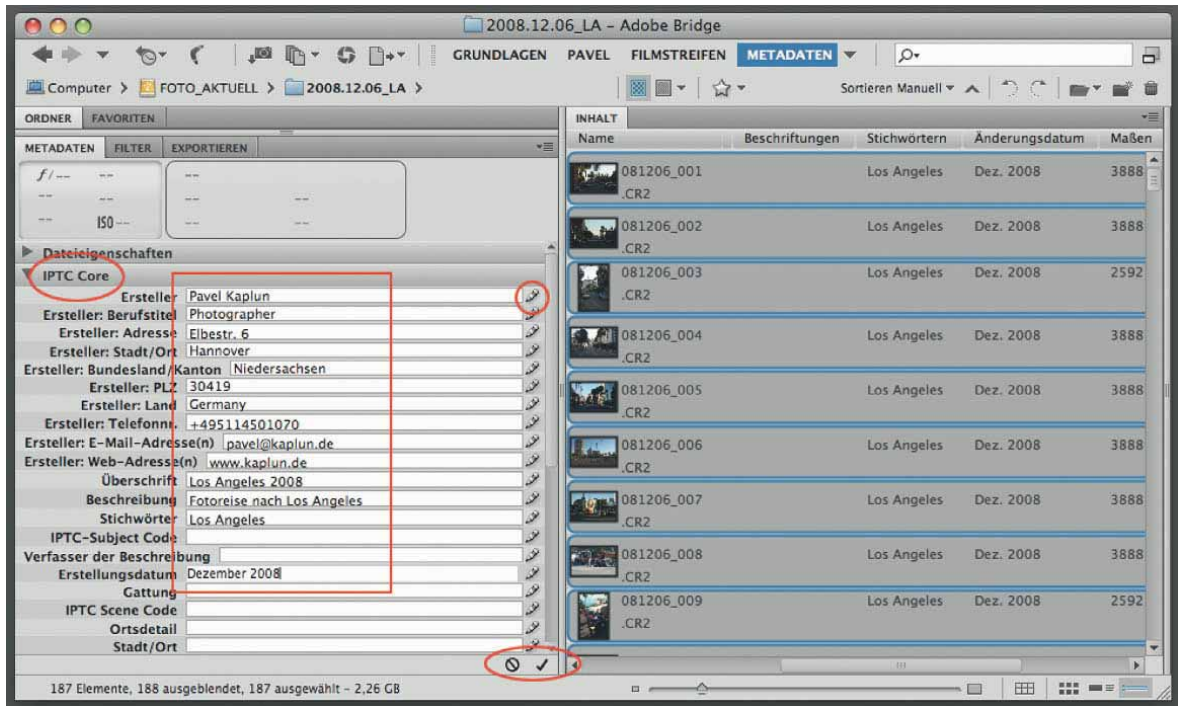 2008.12.06_LA – Adobe Bridge
GRUNDLAGEN PAVEL FILMSTREIFEN METADATEN
Computer > FOTO_AKTUELL > 2008.12.06_LA >
Sortieren Manuell
ORDNER FAVORITEN
METADATEN FILTER EXPORTIEREN
f/-- --
--
-- --
-- --
-- ISO --
-- --
Dateieigenschaften
IPTC Core
Ersteller Pavel Kaplun
Ersteller: Berufstitel Photographer
Ersteller: Adresse Elbestr. 6
Ersteller: Stadt/Ort Hannover
Ersteller: Bundesland/Kanton Niedersachsen
Ersteller: PLZ 30419
Ersteller: Land Germany
Ersteller: Telefonnr. +495114501070
Ersteller: E-Mail-Adresse(n) pavel@kaplun.de
Ersteller: Web-Adresse(n) www.kaplun.de
Überschrift Los Angeles 2008
Beschreibung Fotoreise nach Los Angeles
Stichwörter Los Angeles
IPTC-Subject Code
Verfasser der Beschreibung
Erstellungsdatum Dezember 2008
Gattung
IPTC Scene Code
Ortsdetail
Stadt/Ort
INHALT
Name Beschriftungen Stichwörtern Änderungsdatum Maßen
081206_001 Los Angeles Dez. 2008 3888
.CR2
081206_002 Los Angeles Dez. 2008 3888
.CR2
081206_003 Los Angeles Dez. 2008 2592
.CR2
081206_004 Los Angeles Dez. 2008 3888
.CR2
081206_005 Los Angeles Dez. 2008 3888
.CR2
081206_006 Los Angeles Dez. 2008 3888
.CR2
081206_007 Los Angeles Dez. 2008 3888
.CR2
081206_008 Los Angeles Dez. 2008 3888
.CR2
081206_009 Los Angeles Dez. 2008 2592
.CR2
187 Elemente, 188 ausgeblendet, 187 ausgewählt – 2,26 GB